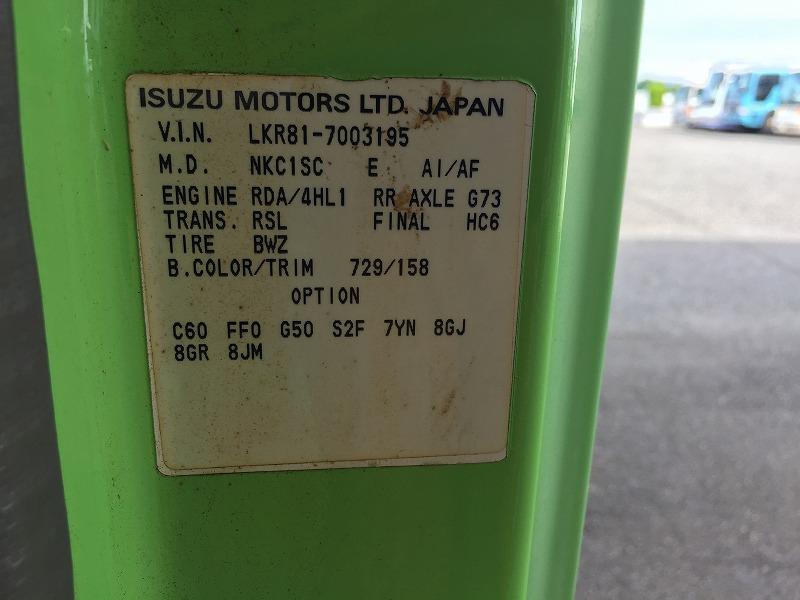 ISUZU MOTORS LTD. JAPAN
V.I.N. LKR81-7003195
M.D. NKC1SC E AI/AF
ENGINE RDA/4HL1 RR AXLE G73
TRANS. RSL FINAL HC6
TIRE BWZ
B.COLOR/TRIM 729/158
OPTION
C60 FF0 G50 S2F 7YN 8GJ
8GR 8JM